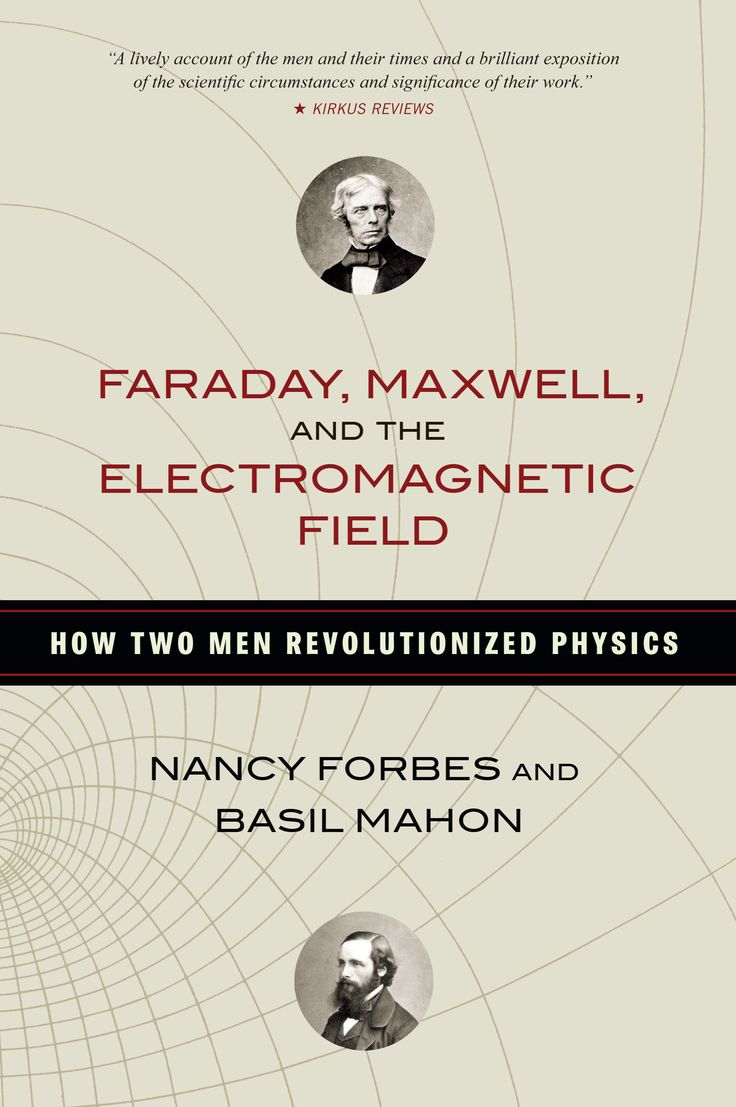 “A lively account of the men and their times and a brilliant exposition
of the scientific circumstances and significance of their work.”
★ KIRKUS REVIEWS
FARADAY, MAXWELL,
AND THE
ELECTROMAGNETIC
FIELD
HOW TWO MEN REVOLUTIONIZED PHYSICS
NANCY FORBES AND
BASIL MAHON